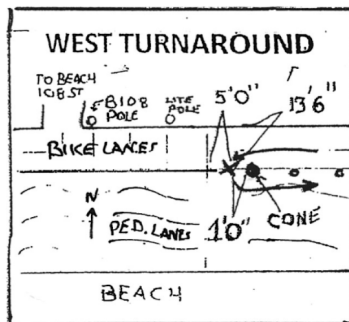 WEST TURNAROUND
TO BEACH
108 ST
B108
POLE
LITE
POLE
5'0"
13'6"
BIKE LANES
N
PED. LANES
1'0"
CONE
BEACH